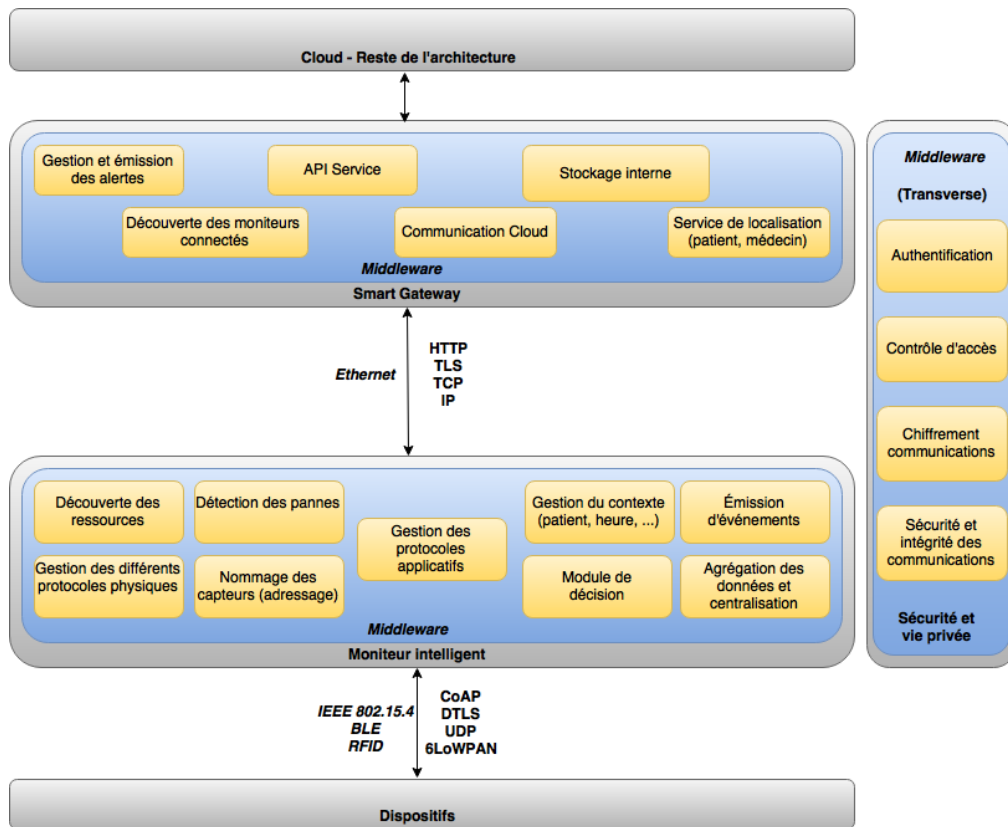 Cloud - Reste de l'architecture
Gestion et émission
des alertes
API Service
Stockage interne
Découverte des moniteurs
connectés
Communication Cloud
Service de localisation
(patient, médecin)
Middleware
Smart Gateway
Ethernet
HTTP
TLS
TCP
IP
Découverte des
ressources
Détection des pannes
Gestion des
protocoles
applicatifs
Gestion du contexte
(patient, heure, ...)
Émission
d'événements
Gestion des différents
protocoles physiques
Nommage des
capteurs (adressage)
Module de
décision
Agrégation des
données et
centralisation
Middleware
Moniteur intelligent
IEEE 802.15.4
BLE
RFID
CoAP
DTLS
UDP
6LoWPAN
Dispositifs
Middleware
(Transverse)
Authentification
Contrôle d'accès
Chiffrement
communications
Sécurité et
intégrité des
communications
Sécurité et
vie privée